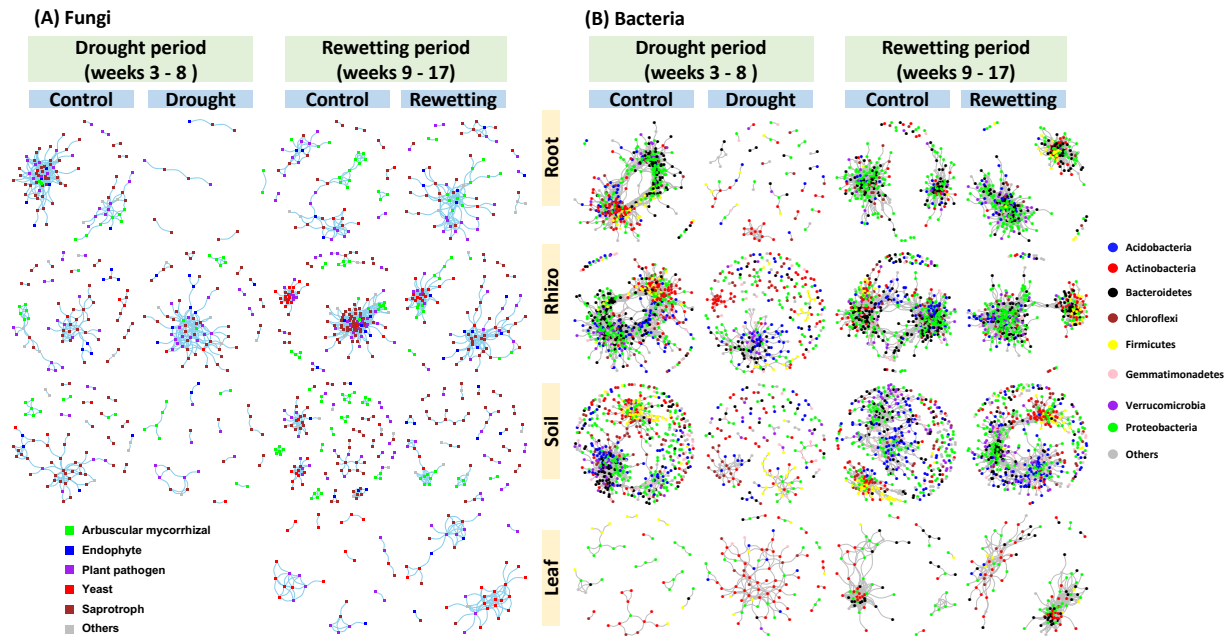 (A) Fungi
Drought period
(weeks 3 - 8 )
Rewetting period
(weeks 9 - 17)
Control
Drought
Control
Rewetting
(B) Bacteria
Drought period
(weeks 3 - 8)
Rewetting period
(weeks 9 - 17)
Control
Drought
Control
Rewetting
Root
Rhizo
Soil
Leaf
Arbuscular mycorrhizal
Endophyte
Plant pathogen
Yeast
Saprotroph
Others
Acidobacteria
Actinobacteria
Bacteroidetes
Chloroflexi
Firmicutes
Gemmatimonadetes
Verrucomicrobia
Proteobacteria
Others